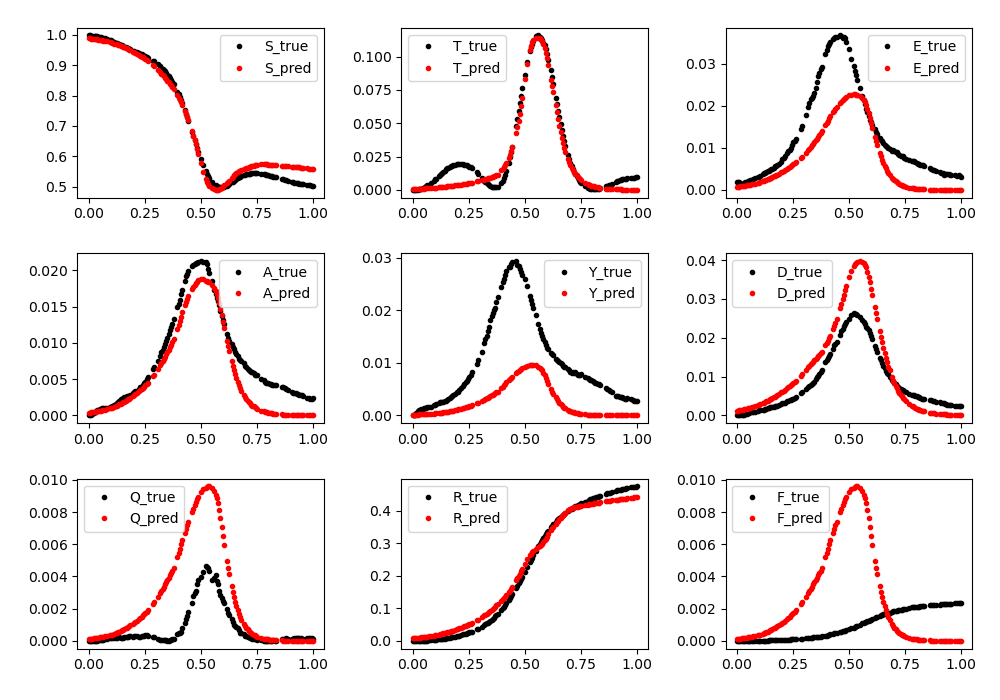 S_true
S_pred
1.0
0.9
0.8
0.7
0.6
0.5
0.00 0.25 0.50 0.75 1.00
T_true
T_pred
0.100
0.075
0.050
0.025
0.000
0.00 0.25 0.50 0.75 1.00
E_true
E_pred
0.03
0.02
0.01
0.00
0.00 0.25 0.50 0.75 1.00
A_true
A_pred
0.020
0.015
0.010
0.005
0.000
0.00 0.25 0.50 0.75 1.00
Y_true
Y_pred
0.03
0.02
0.01
0.00
0.00 0.25 0.50 0.75 1.00
D_true
D_pred
0.04
0.03
0.02
0.01
0.00
0.00 0.25 0.50 0.75 1.00
Q_true
Q_pred
0.010
0.008
0.006
0.004
0.002
0.000
0.00 0.25 0.50 0.75 1.00
R_true
R_pred
0.4
0.3
0.2
0.1
0.0
0.00 0.25 0.50 0.75 1.00
F_true
F_pred
0.010
0.008
0.006
0.004
0.002
0.000
0.00 0.25 0.50 0.75 1.00